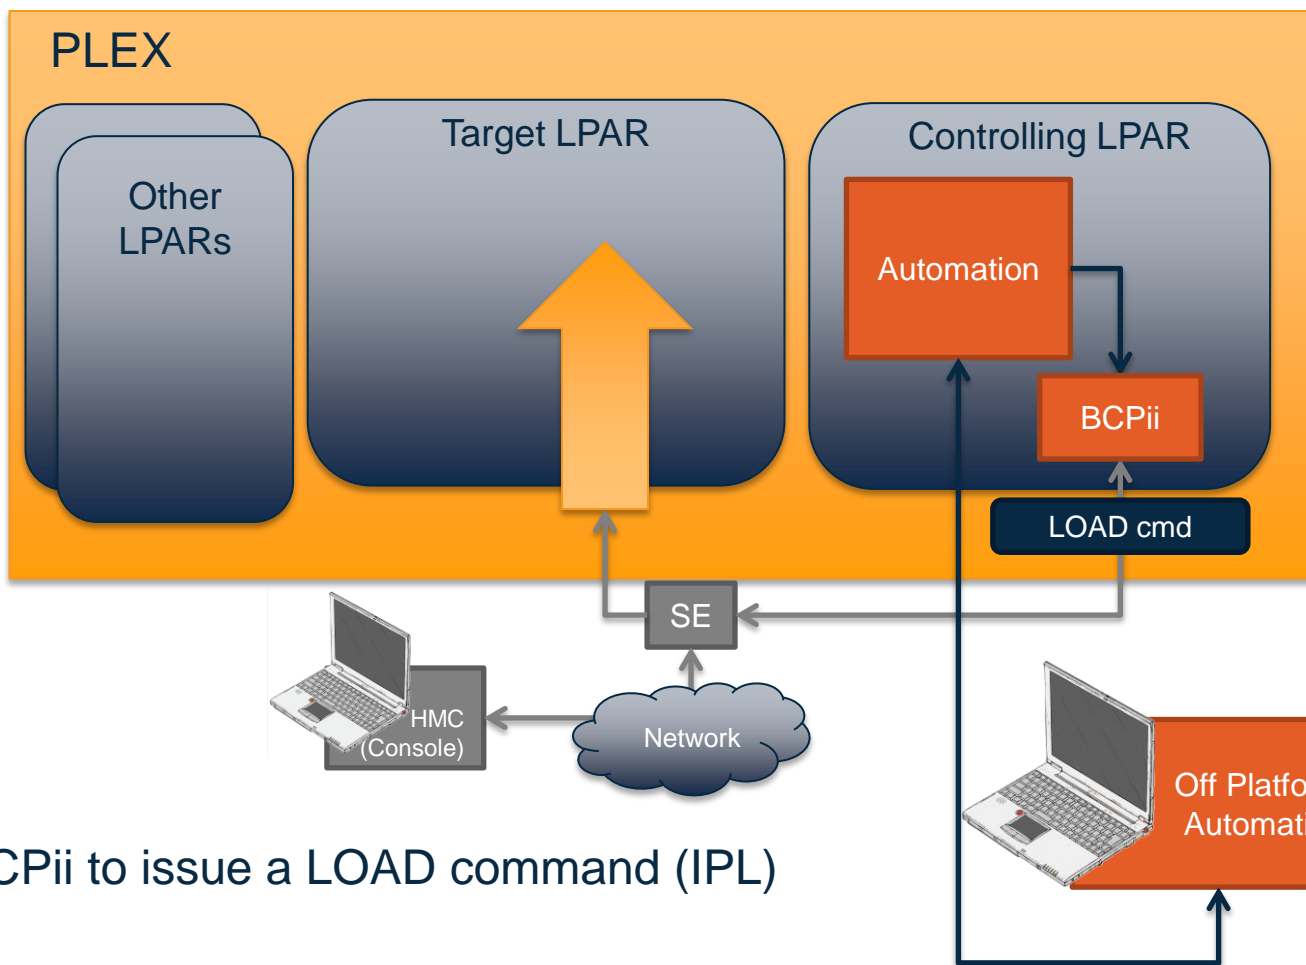 PLEX
Other
LPARs
Target LPAR
Controlling LPAR
Automation
BCPii
LOAD cmd
SE
HMC
(Console)
Network
Off
CPii to issue a LOAD command (IPL)